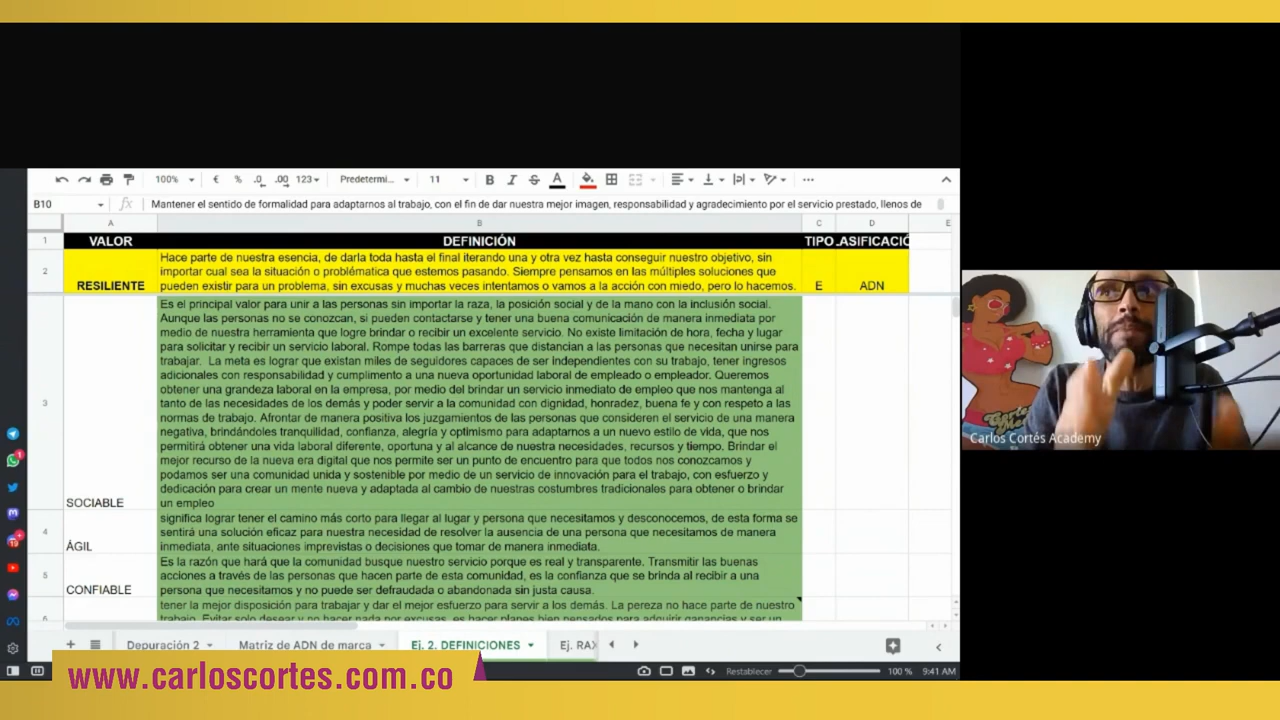 100%
€
%
.0
.00
123
Predetermi...
11
B
I
S
A
B10
fx
Mantener el sentido de formalidad para adaptarnos al trabajo, con el fin de dar nuestra mejor imagen, responsabilidad y agradecimiento por el servicio prestado, llenos de
A
B
C
D
E
1
VALOR
DEFINICIÓN
TIPO
ASIFICACIÓ
2
RESILIENTE
Hace parte de nuestra esencia, de darla toda hasta el final iterando una y otra vez hasta conseguir nuestro objetivo, sin
importar cual sea la situación o problématica que estemos pasando. Siempre pensamos en las múltiples soluciones que
pueden existir para un problema, sin excusas y muchas veces intentamos o vamos a la acción con miedo, pero lo hacemos.
E
ADN
3
SOCIABLE
Es el principal valor para unir a las personas sin importar la raza, la posición social y de la mano con la inclusión social.
Aunque las personas no se conozcan, si pueden contactarse y tener una buena comunicación de manera inmediata por
medio de nuestra herramienta que logre brindar o recibir un excelente servicio. No existe limitación de hora, fecha y lugar
para solicitar y recibir un servicio laboral. Rompe todas las barreras que distancian a las personas que necesitan unirse para
trabajar. La meta es lograr que existan miles de seguidores capaces de ser independientes con su trabajo, tener ingresos
adicionales con responsabilidad y cumplimento a una nueva oportunidad laboral de empleado o empleador. Queremos
obtener una grandeza laboral en la empresa, por medio del brindar un servicio inmediato de empleo que nos mantenga al
tanto de las necesidades de los demás y poder servir a la comunidad con dignidad, honradez, buena fe y con respeto a las
normas de trabajo. Afrontar de manera positiva los juzgamientos de las personas que consideren el servicio de una manera
negativa, brindándoles tranquilidad, confianza, alegría y optimismo para adaptarnos a un nuevo estilo de vida, que nos
permitirá obtener una vida laboral diferente, oportuna y al alcance de nuestra necesidades, recursos y tiempo. Brindar el
mejor recurso de la nueva era digital que nos permite ser un punto de encuentro para que todos nos conozcamos y
podamos ser una comunidad unida y sostenible por medio de un servicio de innovación para el trabajo, con esfuerzo y
dedicación para crear un mente nueva y adaptada al cambio de nuestras costumbres tradicionales para obtener o brindar
un empleo
4
ÁGIL
significa lograr tener el camino más corto para llegar al lugar y persona que necesitamos y desconocemos, de esta forma se
sentirá una solución eficaz para nuestra necesidad de resolver la ausencia de una persona que necesitamos de manera
inmediata, ante situaciones imprevistas o decisiones que tomar de manera inmediata.
5
CONFIABLE
Es la razón que hará que la comunidad busque nuestro servicio porque es real y transparente. Transmitir las buenas
acciones a través de las personas que hacen parte de esta comunidad, es la confianza que se brinda al recibir a una
persona que necesitamos y no puede ser defraudada o abandonada sin justa causa.
6
tener la mejor disposición para trabajar y dar el mejor esfuerzo para servir a los demás. La pereza no hace parte de nuestro
trabajo. Evitar solo desear y no hacer nada por excusas, es hacer planes bien pensados para adquirir ganancias y ser un
Depuración 2
Matriz de ADN de marca
Ej. 2. DEFINICIONES
Ej. RAX
Restablecer
100 %
9:41 AM
Carlos Cortés Academy
www.carloscortes.com.co